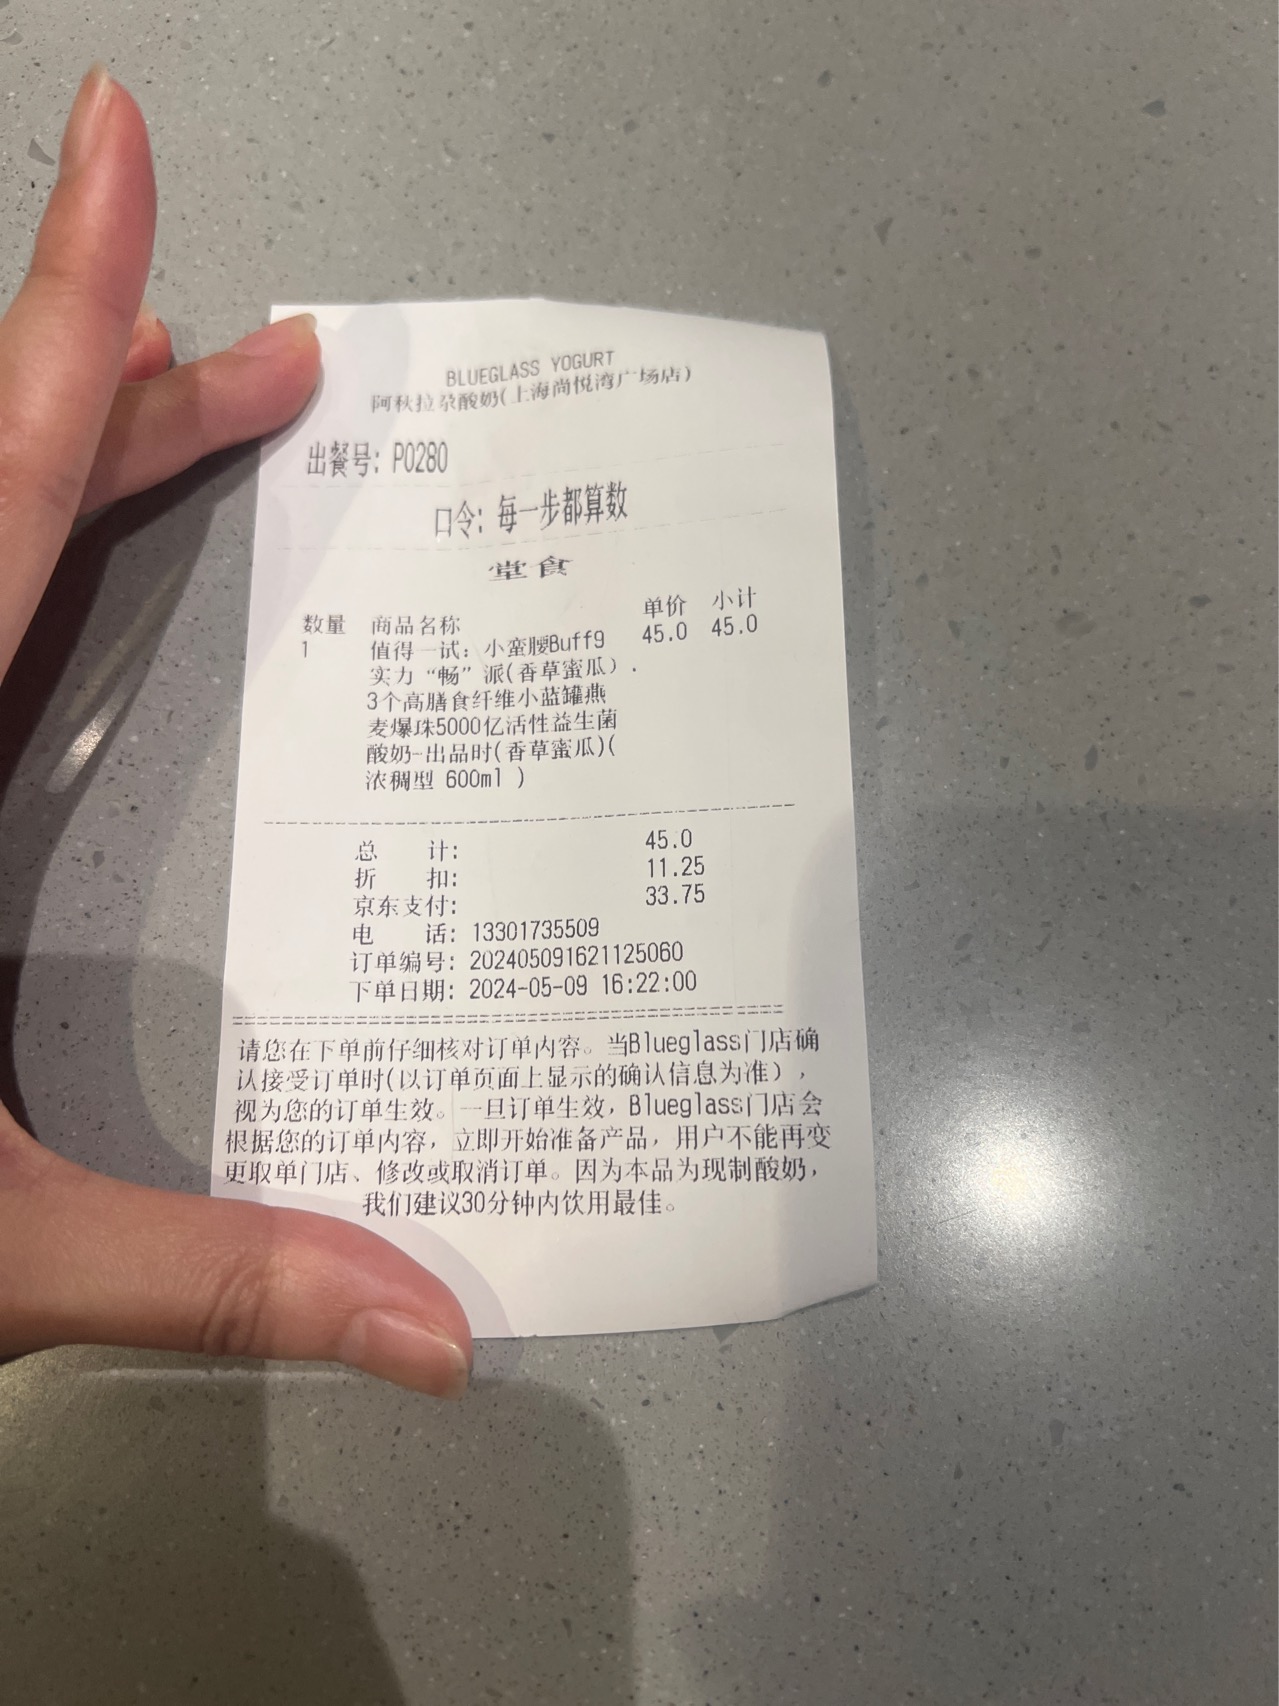 BLUEGLASS YOGURT
阿秋拉尕酸奶(上海尚悦湾广场店)
出餐号: P0280
口令: 每一步都算数
堂食
数量 商品名称 单价 小计
1 值得一试: 小蛮腰Buff9 45.0 45.0
实力“畅”派(香草蜜瓜).
3个高膳食纤维小蓝罐燕
麦爆珠5000亿活性益生菌
酸奶-出品时(香草蜜瓜)(
浓稠型 600ml )
总 计: 45.0
折 扣: 11.25
京东支付: 33.75
电 话: 13301735509
订单编号: 202405091621125060
下单日期: 2024-05-09 16:22:00
请您在下单前仔细核对订单内容。当Blueglass门店确
认接受订单时(以订单页面上显示的确认信息为准),
视为您的订单生效。一旦订单生效, Blueglass门店会
根据您的订单内容, 立即开始准备产品, 用户不能再变
更取单门店、修改或取消订单。因为本品为现制酸奶,
我们建议30分钟内饮用最佳。